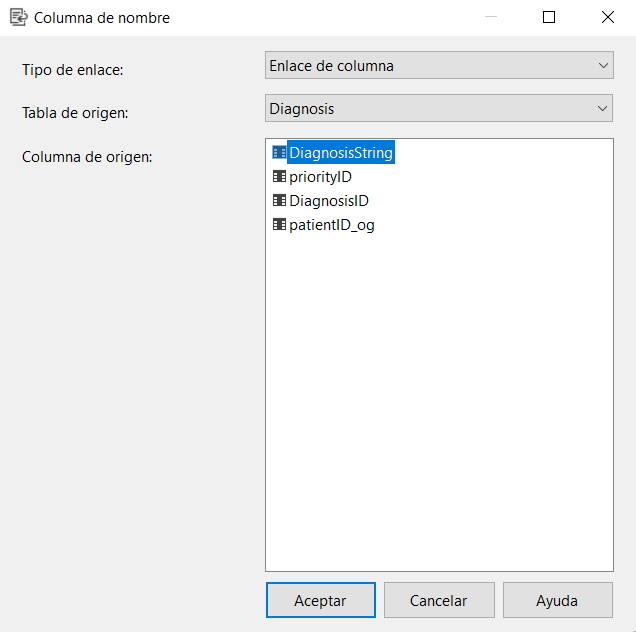 Columna de nombre
Tipo de enlace:
Enlace de columna
Tabla de origen:
Diagnosis
Columna de origen:
DiagnosisString
priorityID
DiagnosisID
patientID_og
Aceptar
Cancelar
Ayuda